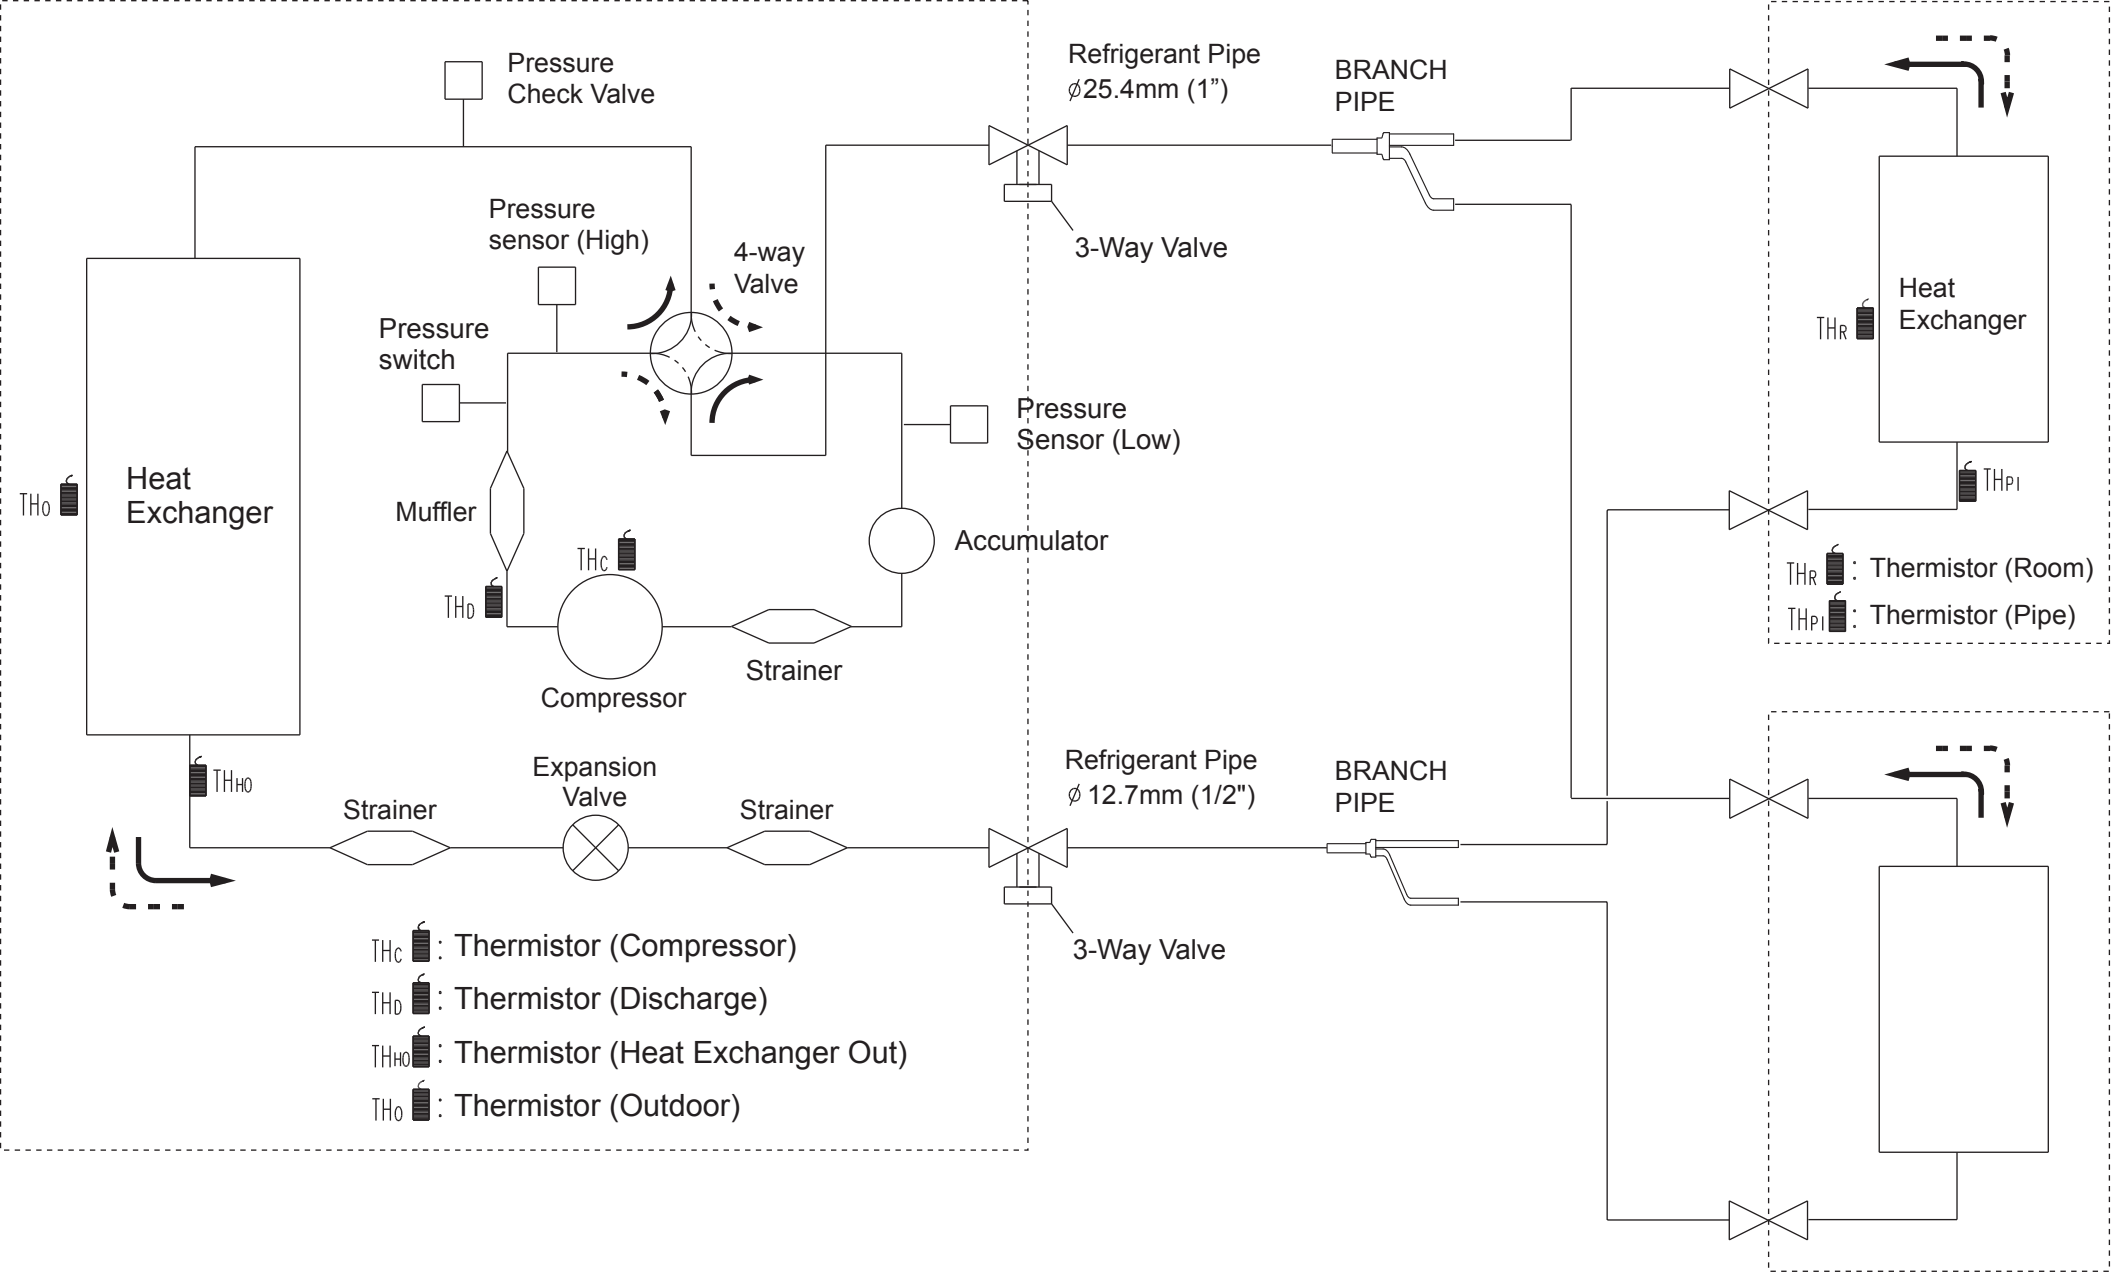 Pressure
Check Valve
Refrigerant Pipe
ø25.4mm (1”)
BRANCH
PIPE
Pressure
sensor (High)
4-way
Valve
3-Way Valve
Pressure
switch
THR
Heat
Exchanger
Pressure
Sensor (Low)
THO
Heat
Exchanger
Muffler
THC
Accumulator
THPI
THD
THR : Thermistor (Room)
THPI : Thermistor (Pipe)
Compressor
Strainer
THHO
Strainer
Expansion
Valve
Strainer
Refrigerant Pipe
ø 12.7mm (1/2")
BRANCH
PIPE
3-Way Valve
THC : Thermistor (Compressor)
THD : Thermistor (Discharge)
THHO : Thermistor (Heat Exchanger Out)
THO : Thermistor (Outdoor)